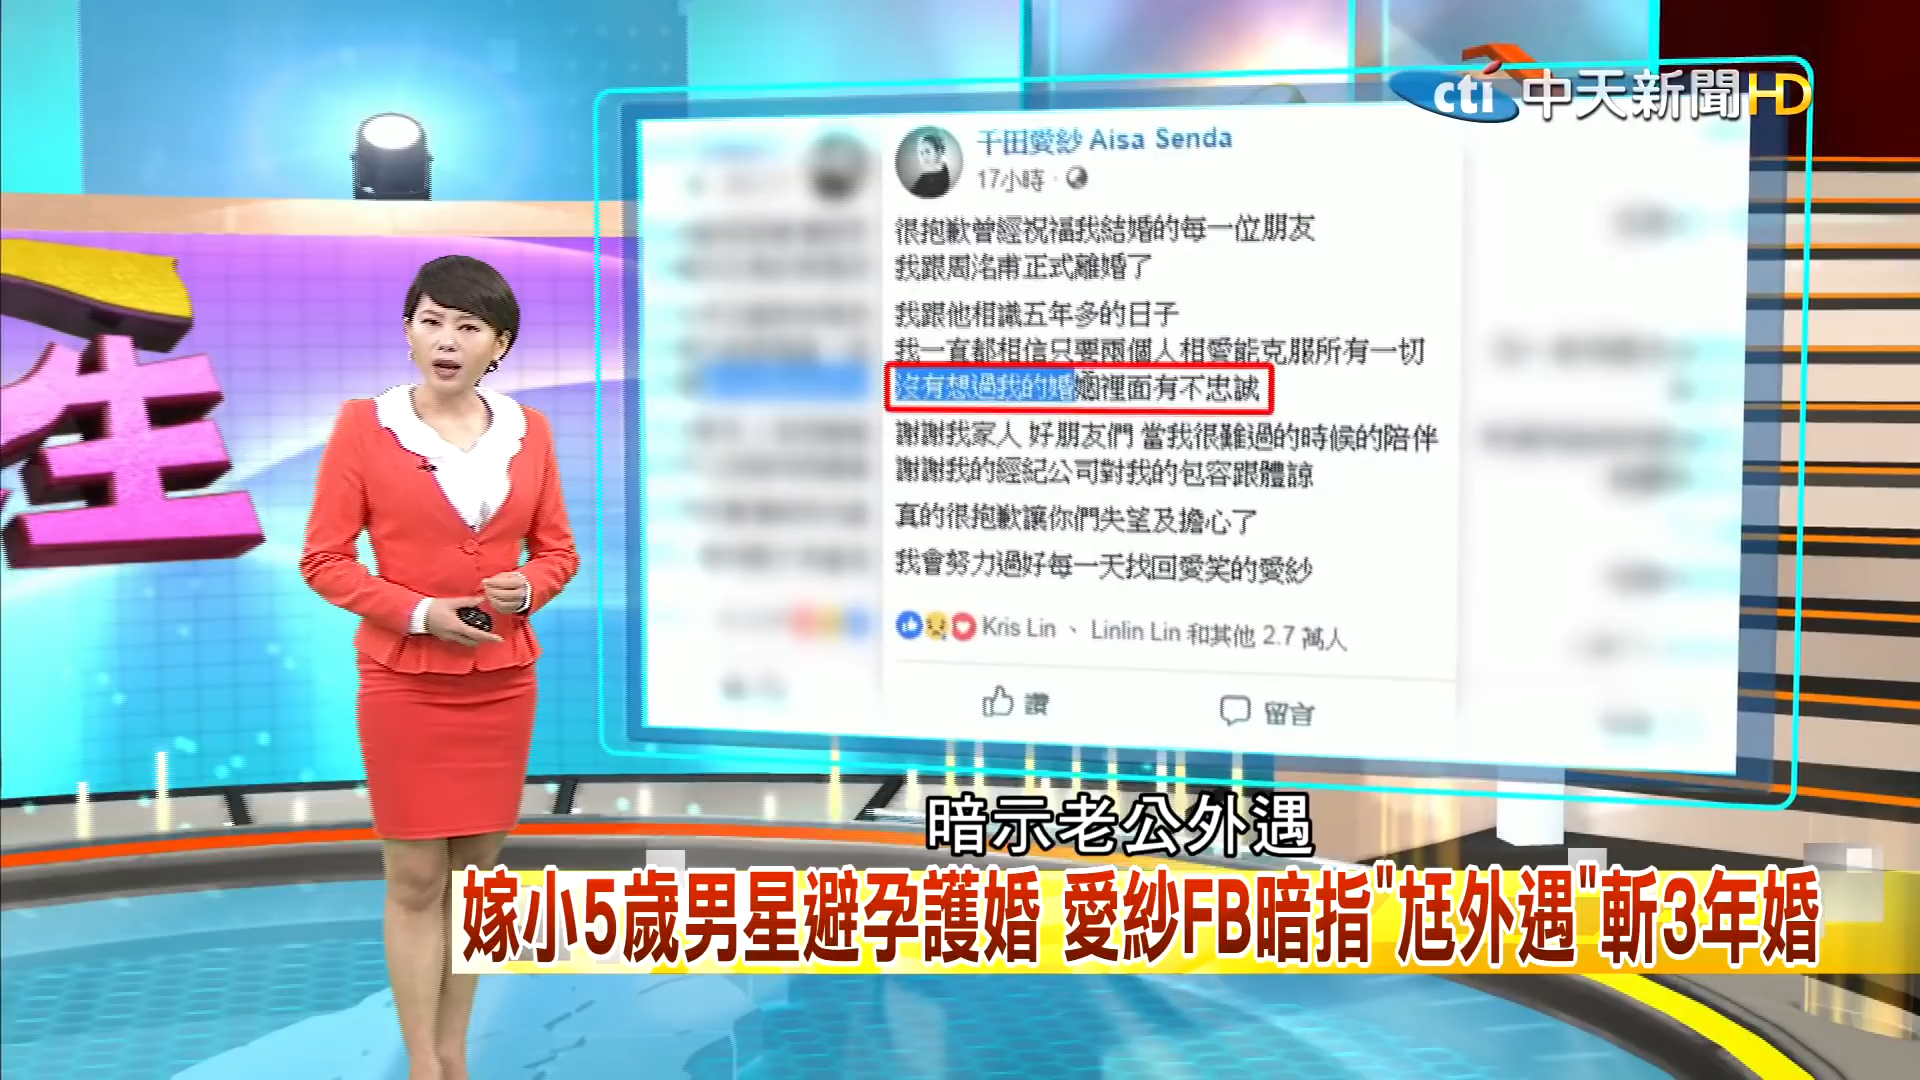 cti 中天新聞HD
千田愛紗 Aisa Senda
17小時
很抱歉曾經祝福我結婚的每一位朋友
我跟周洺甫正式離婚了
我跟他相識五年多的日子
我一直都相信只要兩個人相愛能克服所有一切
沒有想過我的婚姻裡面有不忠誠
謝謝我家人 好朋友們 當我很難過的時候的陪伴
謝謝我的經紀公司對我的包容跟體諒
真的很抱歉讓你們失望及擔心了
我會努力過好每一天找回愛笑的愛紗
Kris Lin、Linlin Lin 和其他 2.7 萬人
讚 留言
暗示老公外遇
嫁小5歲男星避孕護婚 愛紗FB暗指"尪外遇"斬3年婚